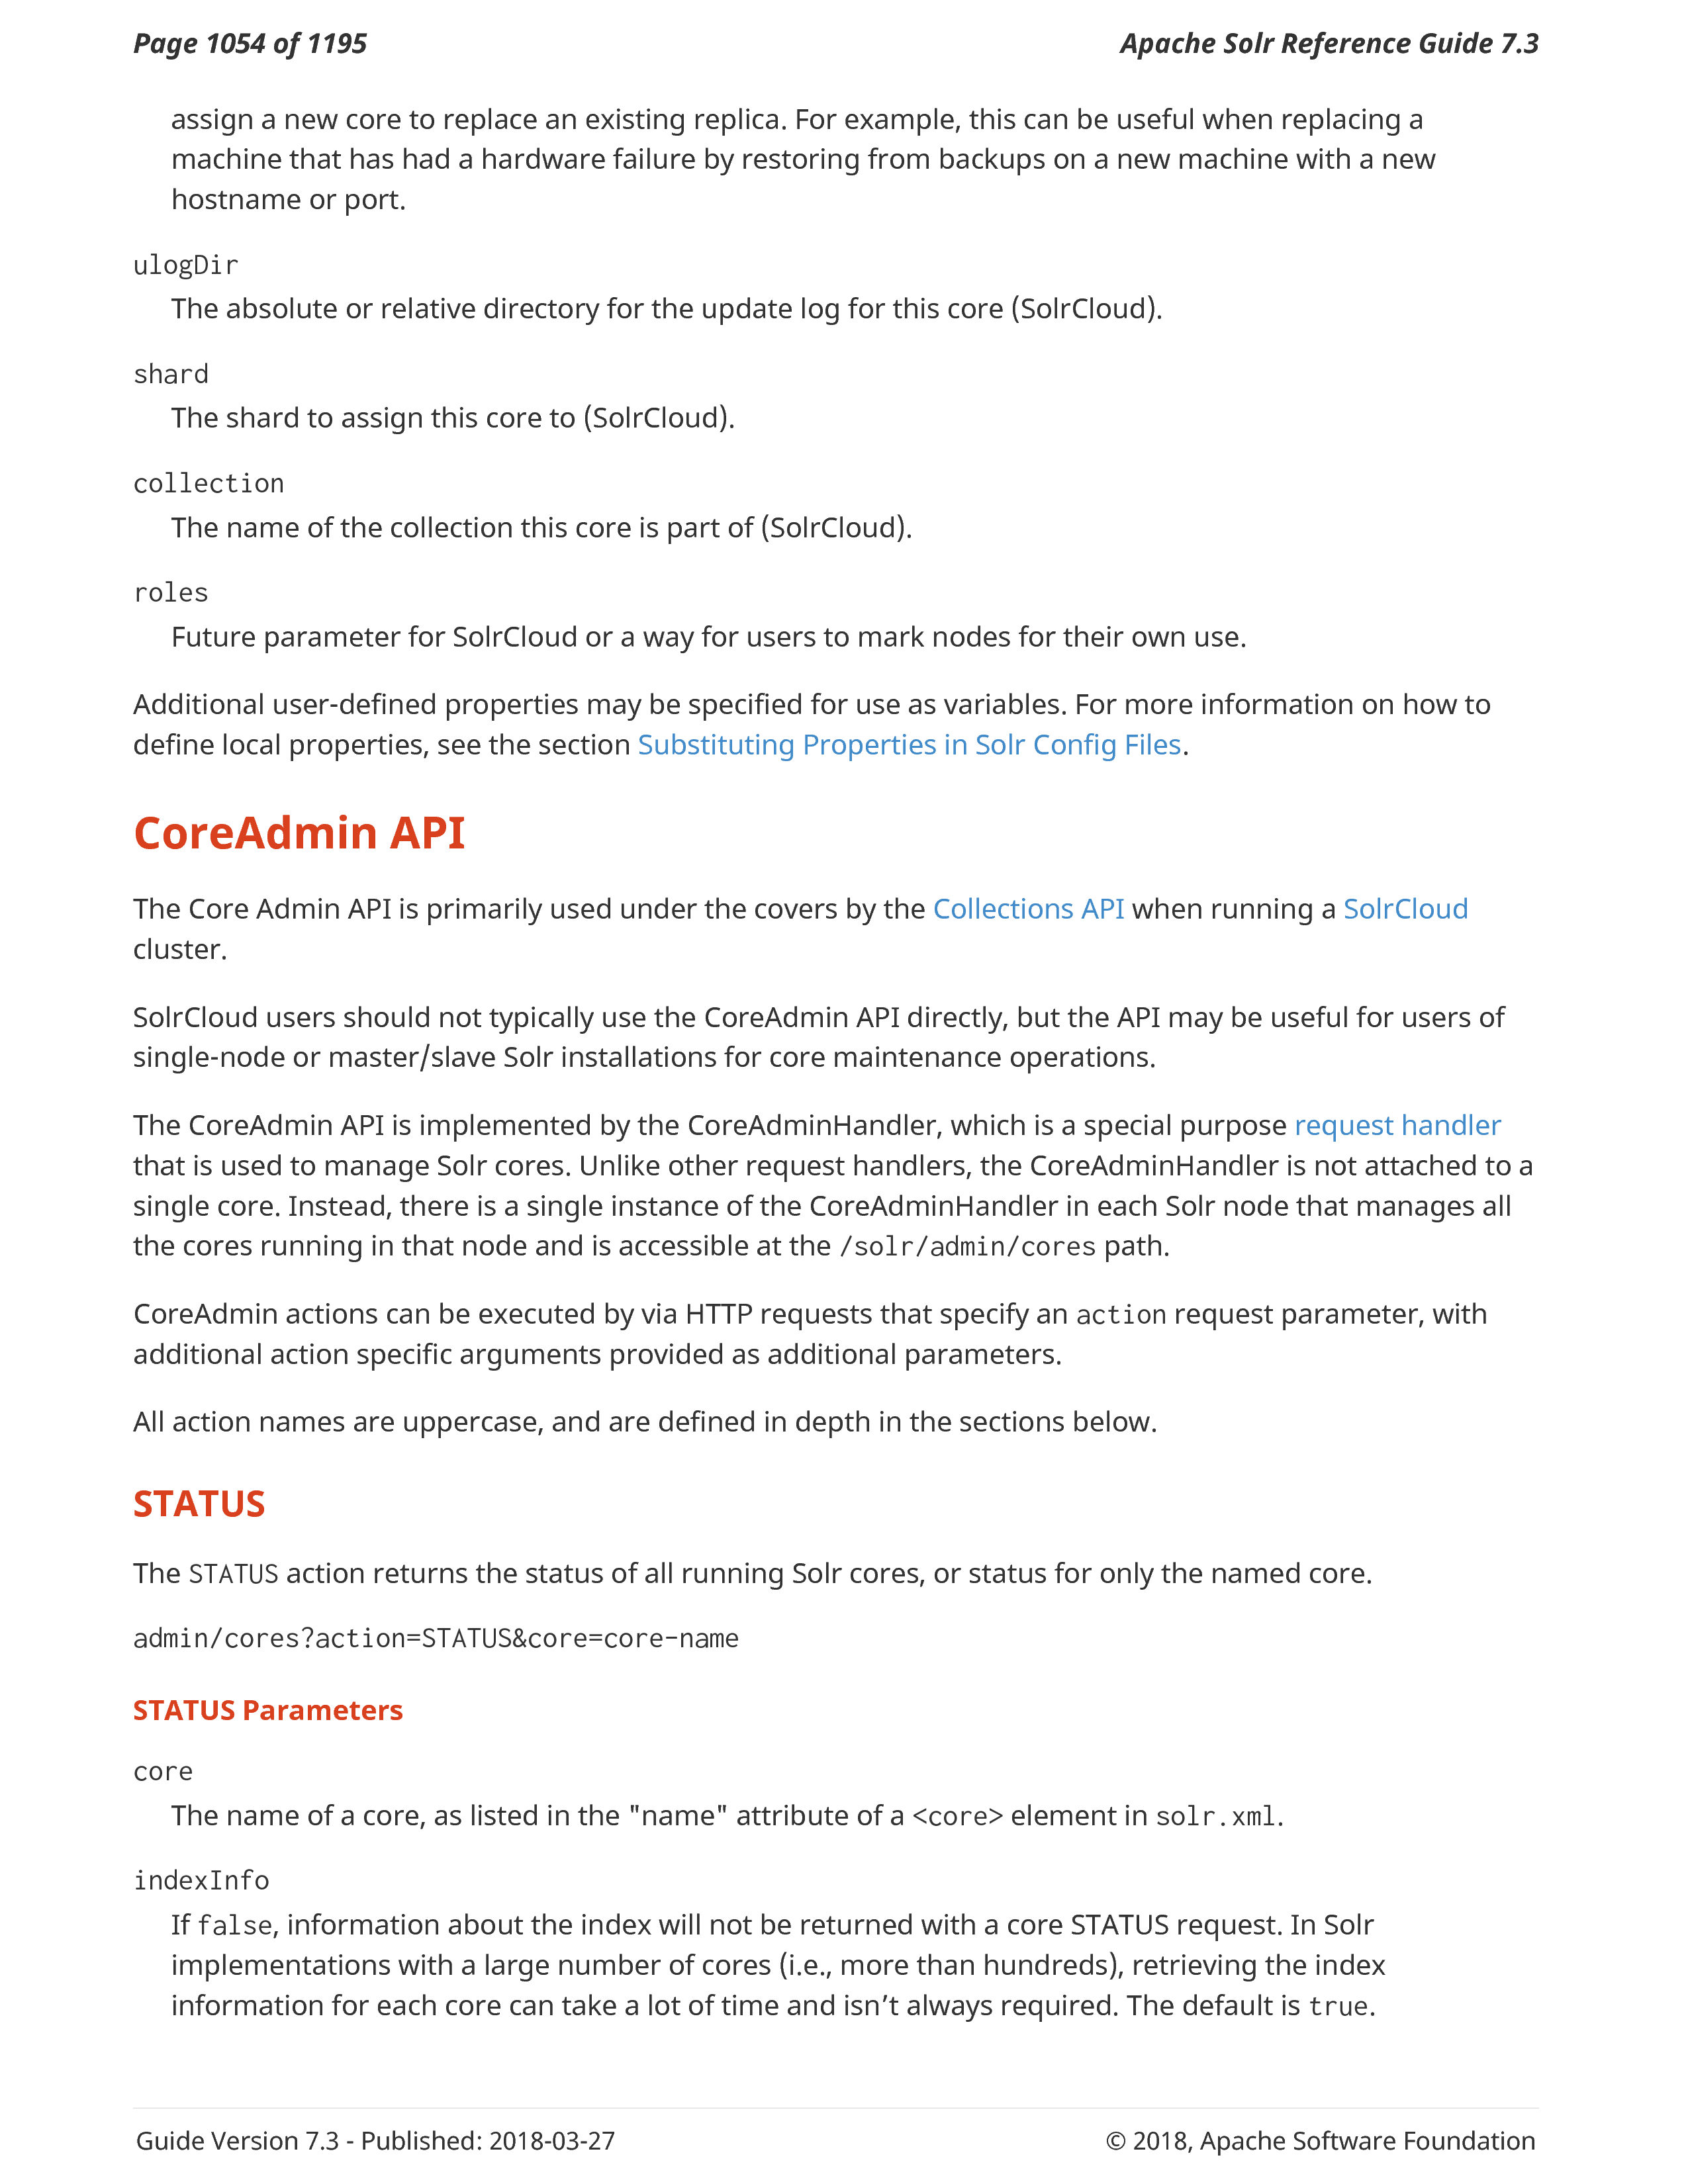 Page 1054 of 1195
Apache Solr Reference Guide 7.3
assign a new core to replace an existing replica. For example, this can be useful when replacing a
machine that has had a hardware failure by restoring from backups on a new machine with a new
hostname or port.
ulogDir
The absolute or relative directory for the update log for this core (SolrCloud).
shard
The shard to assign this core to (SolrCloud).
collection
The name of the collection this core is part of (SolrCloud).
roles
Future parameter for SolrCloud or a way for users to mark nodes for their own use.
Additional user-defined properties may be specified for use as variables. For more information on how to
define local properties, see the section Substituting Properties in Solr Config Files.
CoreAdmin API
The Core Admin API is primarily used under the covers by the Collections API when running a SolrCloud
cluster.
SolrCloud users should not typically use the CoreAdmin API directly, but the API may be useful for users of
single-node or master/slave Solr installations for core maintenance operations.
The CoreAdmin API is implemented by the CoreAdminHandler, which is a special purpose request handler
that is used to manage Solr cores. Unlike other request handlers, the CoreAdminHandler is not attached to a
single core. Instead, there is a single instance of the CoreAdminHandler in each Solr node that manages all
the cores running in that node and is accessible at the /solr/admin/cores path.
CoreAdmin actions can be executed by via HTTP requests that specify an action request parameter, with
additional action specific arguments provided as additional parameters.
All action names are uppercase, and are defined in depth in the sections below.
STATUS
The STATUS action returns the status of all running Solr cores, or status for only the named core.
admin/cores?action=STATUS&core=core-name
STATUS Parameters
core
The name of a core, as listed in the "name" attribute of a <core> element in solr.xml.
indexInfo
If false, information about the index will not be returned with a core STATUS request. In Solr
implementations with a large number of cores (i.e., more than hundreds), retrieving the index
information for each core can take a lot of time and isn’t always required. The default is true.
Guide Version 7.3 - Published: 2018-03-27
© 2018, Apache Software Foundation